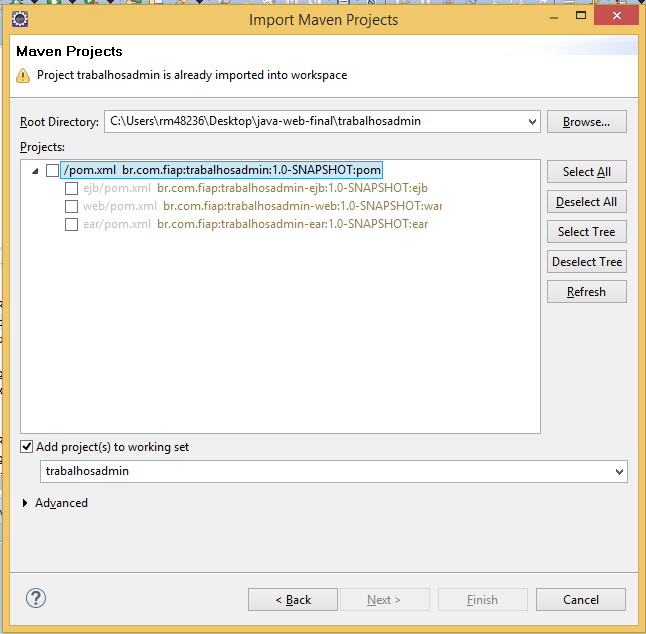 Import Maven Projects
Maven Projects
Project trabalhosadmin is already imported into workspace
Root Directory: C:\Users\rm48236\Desktop\java-web-final\trabalhosadmin Browse...
Projects:
/pom.xml br.com.fiap:trabalhosadmin:1.0-SNAPSHOT:pom
ejb/pom.xml br.com.fiap:trabalhosadmin-ejb:1.0-SNAPSHOT:ejb
web/pom.xml br.com.fiap:trabalhosadmin-web:1.0-SNAPSHOT:war
ear/pom.xml br.com.fiap:trabalhosadmin-ear:1.0-SNAPSHOT:ear
Select All
Deselect All
Select Tree
Deselect Tree
Refresh
Add project(s) to working set
trabalhosadmin
Advanced
? < Back Next > Finish Cancel